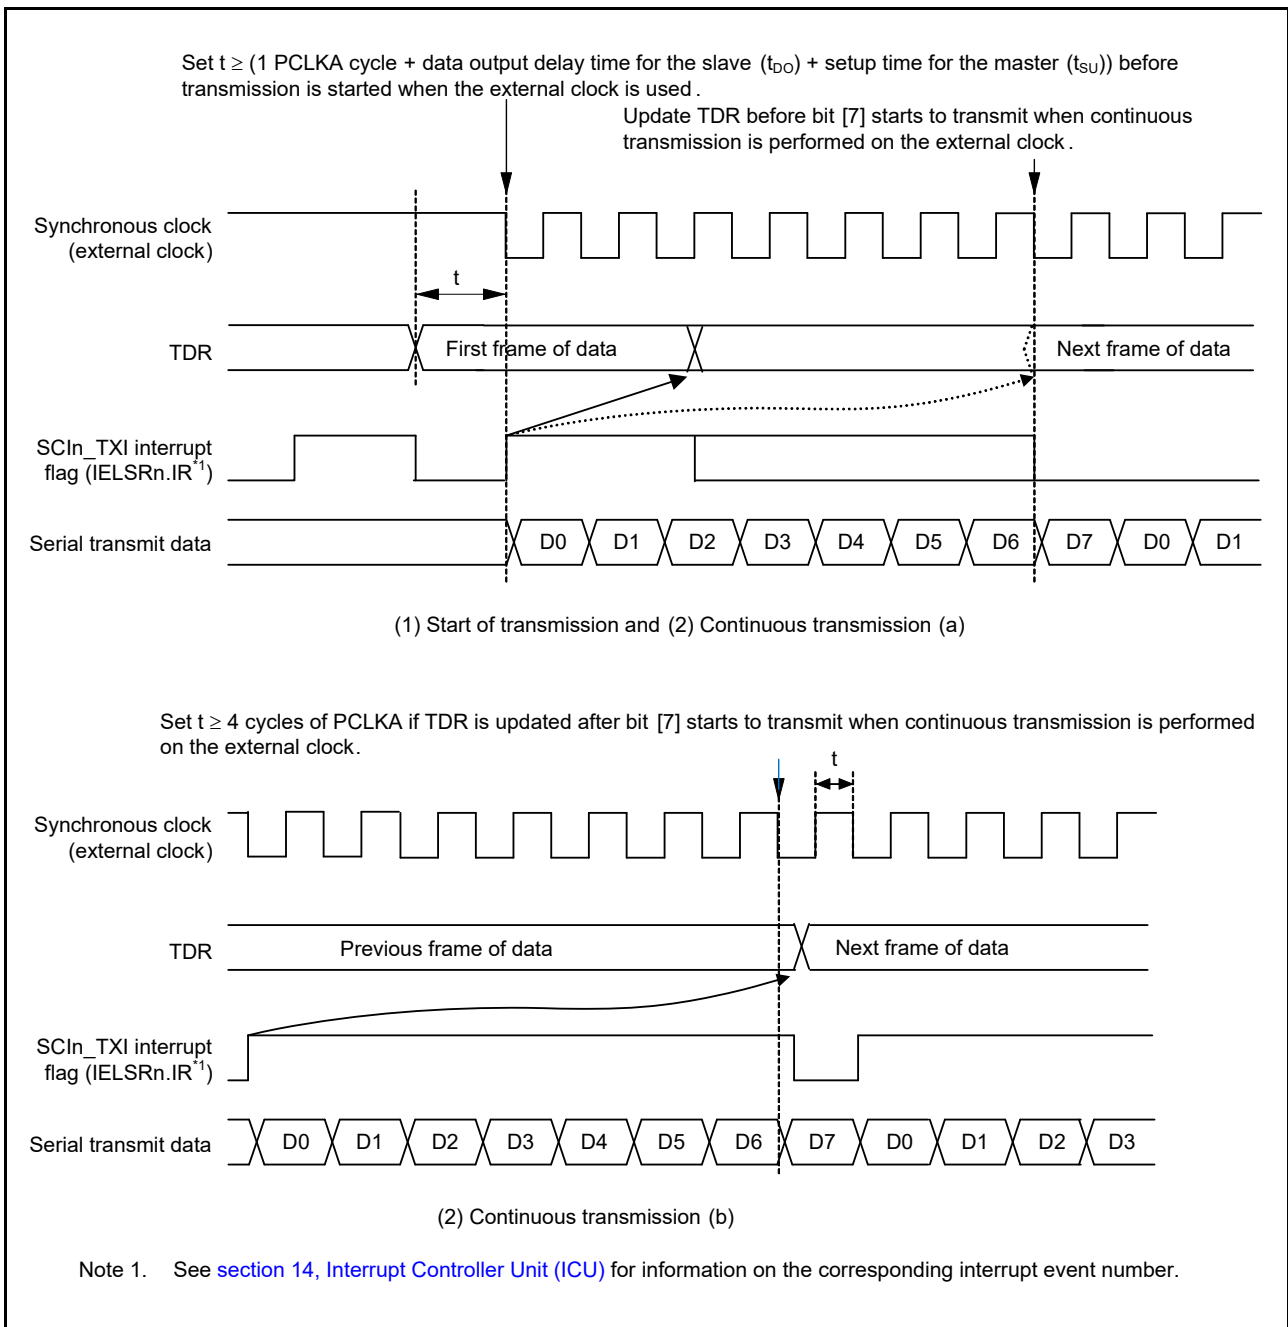 Set t ≥ (1 PCLKA cycle + data output delay time for the slave (tDO) + setup time for the master (tSU)) before
transmission is started when the external clock is used.
Update TDR before bit [7] starts to transmit when continuous
transmission is performed on the external clock.
Synchronous clock
(external clock)
t
TDR
First frame of data
Next frame of data
SCIn_TXI interrupt
flag (IELSRn.IR*1)
Serial transmit data
D0 D1 D2 D3 D4 D5 D6 D7 D0 D1
(1) Start of transmission and (2) Continuous transmission (a)
Set t ≥ 4 cycles of PCLKA if TDR is updated after bit [7] starts to transmit when continuous transmission is performed
on the external clock.
t
Synchronous clock
(external clock)
TDR
Previous frame of data
Next frame of data
SCIn_TXI interrupt
flag (IELSRn.IR*1)
Serial transmit data
D0 D1 D2 D3 D4 D5 D6 D7 D0 D1 D2 D3
(2) Continuous transmission (b)
Note 1. See section 14, Interrupt Controller Unit (ICU) for information on the corresponding interrupt event number.